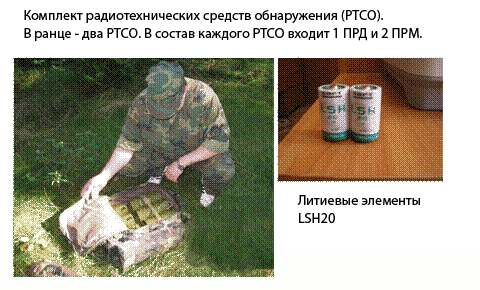 Комплект радиотехнических средств обнаружения (РТСО).
В ранце - два РТСО. В состав каждого РТСО входит 1 ПРД и 2 ПРМ.
LSH
LSH
Литиевые элементы
LSH20